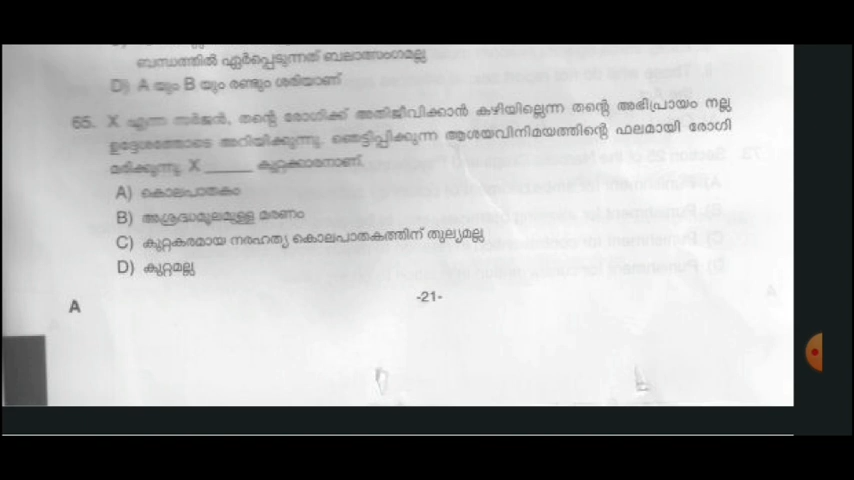 ബന്ധത്തിൽ ഏർപ്പെടുന്നത് ബലാത്സംഗമല്ല
D) A യും B യും രണ്ടും ശരിയാണ്
65. X എന്ന സർജൻ, തന്റെ രോഗിക്ക് അതിജീവിക്കാൻ കഴിയില്ലെന്ന തന്റെ അഭിപ്രായം നല്ല
ഉദ്ദേശത്തോടെ അറിയിക്കുന്നു. ഞെട്ടിപ്പിക്കുന്ന ആശയവിനിമയത്തിന്റെ ഫലമായി രോഗി
മരിക്കുന്നു. X ______ കുറ്റക്കാരനാണ്.
A) കൊലപാതകം
B) അശ്രദ്ധമൂലമുള്ള മരണം
C) കുറ്റകരമായ നരഹത്യ കൊലപാതകത്തിന് തുല്യമല്ല
D) കുറ്റമല്ല
A
-21-